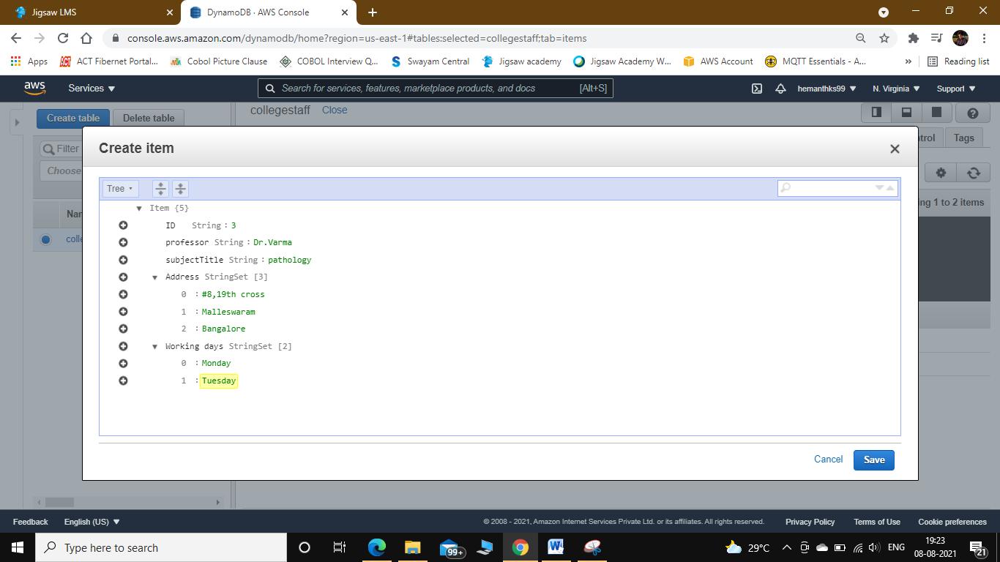 Jigsaw LMS
DynamoDB · AWS Console
console.aws.amazon.com/dynamodb/home?region=us-east-1#tables:selected=collegestaff;tab=items
Apps
ACT Fibernet Portal...
Cobol Picture Clause
COBOL Interview Q...
Swayam Central
Jigsaw academy
Jigsaw Academy W...
AWS Account
MQTT Essentials - A...
»
Reading list
aws
Services
Search for services, features, marketplace products, and docs
[Alt+S]
hemanthks99
N. Virginia
Support
Create table
Delete table
collegestaff
Close
Filter
Choose
Nar
colle
trol
Tags
ng 1 to 2 items
Create item
Tree
Item {5}
ID String : 3
professor String : Dr.Varma
subjectTitle String : pathology
Address StringSet [3]
0 : #8,19th cross
1 : Malleswaram
2 : Bangalore
Working days StringSet [2]
0 : Monday
1 : Tuesday
Cancel
Save
Feedback
English (US)
© 2008 - 2021, Amazon Internet Services Private Ltd. or its affiliates. All rights reserved.
Privacy Policy
Terms of Use
Cookie preferences
Type here to search
99+
29°C
ENG
19:23
08-08-2021
21